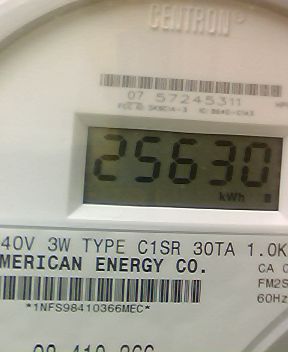 CENTRON®
07 57245311
25630
kWh
40V 3W TYPE C1SR 30TA 1.0K
MERICAN ENERGY CO. CA 0
FM2S
60Hz
*1NFS98410366MEC*